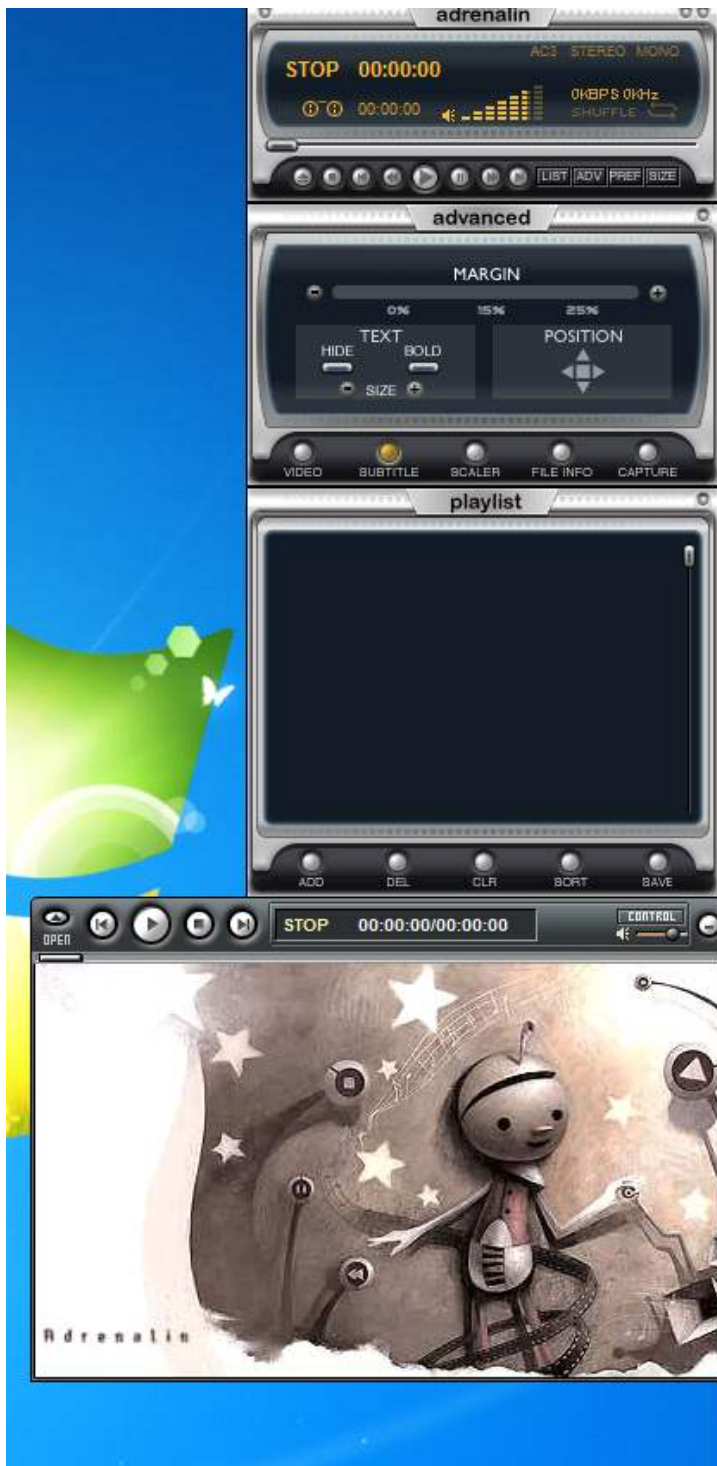 adrenalin
AC3 STEREO MONO
STOP 00:00:00
00:00:00
0KBPS 0KHz
SHUFFLE
LIST ADV PREF SIZE
advanced
MARGIN
0% 15% 25%
TEXT POSITION
HIDE BOLD
SIZE
VIDEO SUBTITLE SCALER FILE INFO CAPTURE
playlist
ADD DEL CLR SORT SAVE
OPEN
STOP 00:00:00/00:00:00
CONTROL
Adrenalin